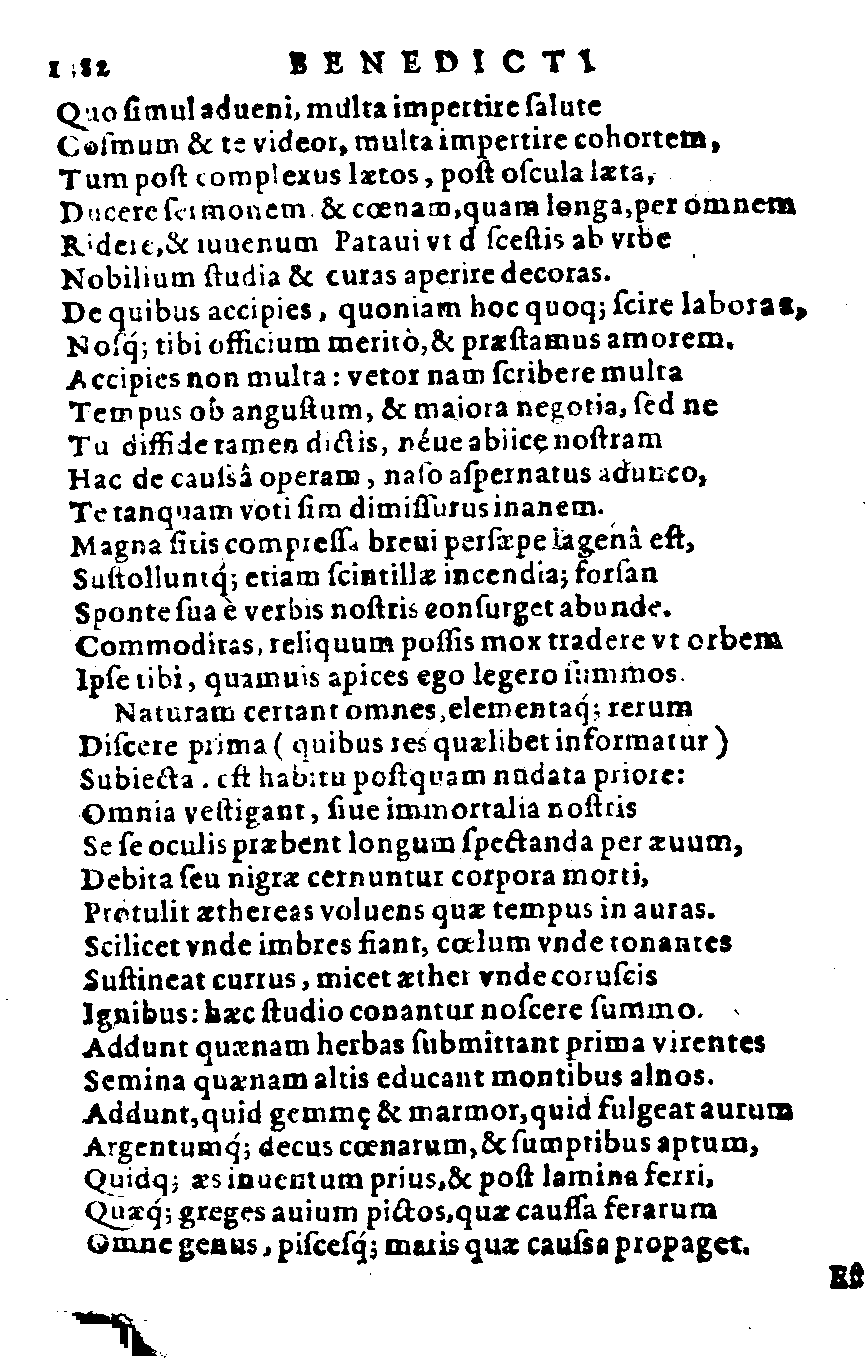 1182 BENEDICTI
Quo ſimul adueni, multa impertire ſalute
Coſmum & te videor, multa impertire cohortem,
Tum poſt complexus lætos, poſt oſcula læta,
Ducere ſermonem & cœnam, quam longa, per omnem
Ridere, & iuuenum Pataui vt d ſceſtis ab vrbe
Nobilium ſtudia & curas aperire decoras.
De quibus accipies, quoniam hoc quoq; ſcire laboras,
Noſq́; tibi officium meritò, & præſtamus amorem.
Accipies non multa: vetor nam ſcribere multa
Tempus ob anguſtum, & maiora negotia, ſed ne
Tu diffide tamen dictis, néue abiice noſtram
Hac de cauſsâ operam, naſo aſpernatus adunco,
Te tanquam voti ſim dimiſſurus inanem.
Magna ſitis compreſſa breui perſæpe lagenâ eſt,
Suſtolluntq́; etiam ſcintillæ incendia; forſan
Sponte ſua è verbis noſtris conſurget abunde.
Commoditas, reliquum poſſis mox tradere vt orbem
Ipſe tibi, quamuis apices ego legero ſummos.
Naturam certant omnes, elementaq́; rerum
Diſcere prima ( quibus res quælibet informatur )
Subiecta. eſt habitu poſtquam nudata priore:
Omnia veſtigant, ſiue immortalia noſtris
Se ſe oculis præbent longum ſpectanda per æuum,
Debita ſeu nigræ cernuntur corpora morti,
Protulit æthereas voluens quæ tempus in auras.
Scilicet vnde imbres fiant, cœlum vnde tonantes
Suſtineat currus, micet æther vnde coruſcis
Ignibus: hæc ſtudio conantur noſcere ſummo.
Addunt quænam herbas ſubmittant prima virentes
Semina quænam altis educant montibus alnos.
Addunt, quid gemmę & marmor, quid fulgeat aurum
Argentumq́; decus cœnarum, & ſumptibus aptum,
Quidq; æs inuentum prius, & poſt lamina ferri,
Quæq́; greges auium pictos, quæ cauſſa ferarum
Omne genus, piſceſq́; maris quæ cauſsa propaget.
Eſt